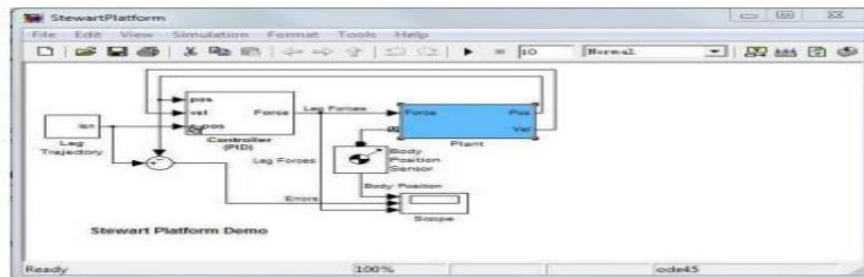 StewartPlatform
File Edit View Simulation Format Tools Help
10 Normal
pos
vel
Force
Leg Forces
Force
Pos
Vel
len
Leg
Trajectory
Controller
(PID)
Plant
Leg Forces
Body
Position
Sensor
Body Position
Errors
Scope
Stewart Platform Demo
Ready 100% ode45